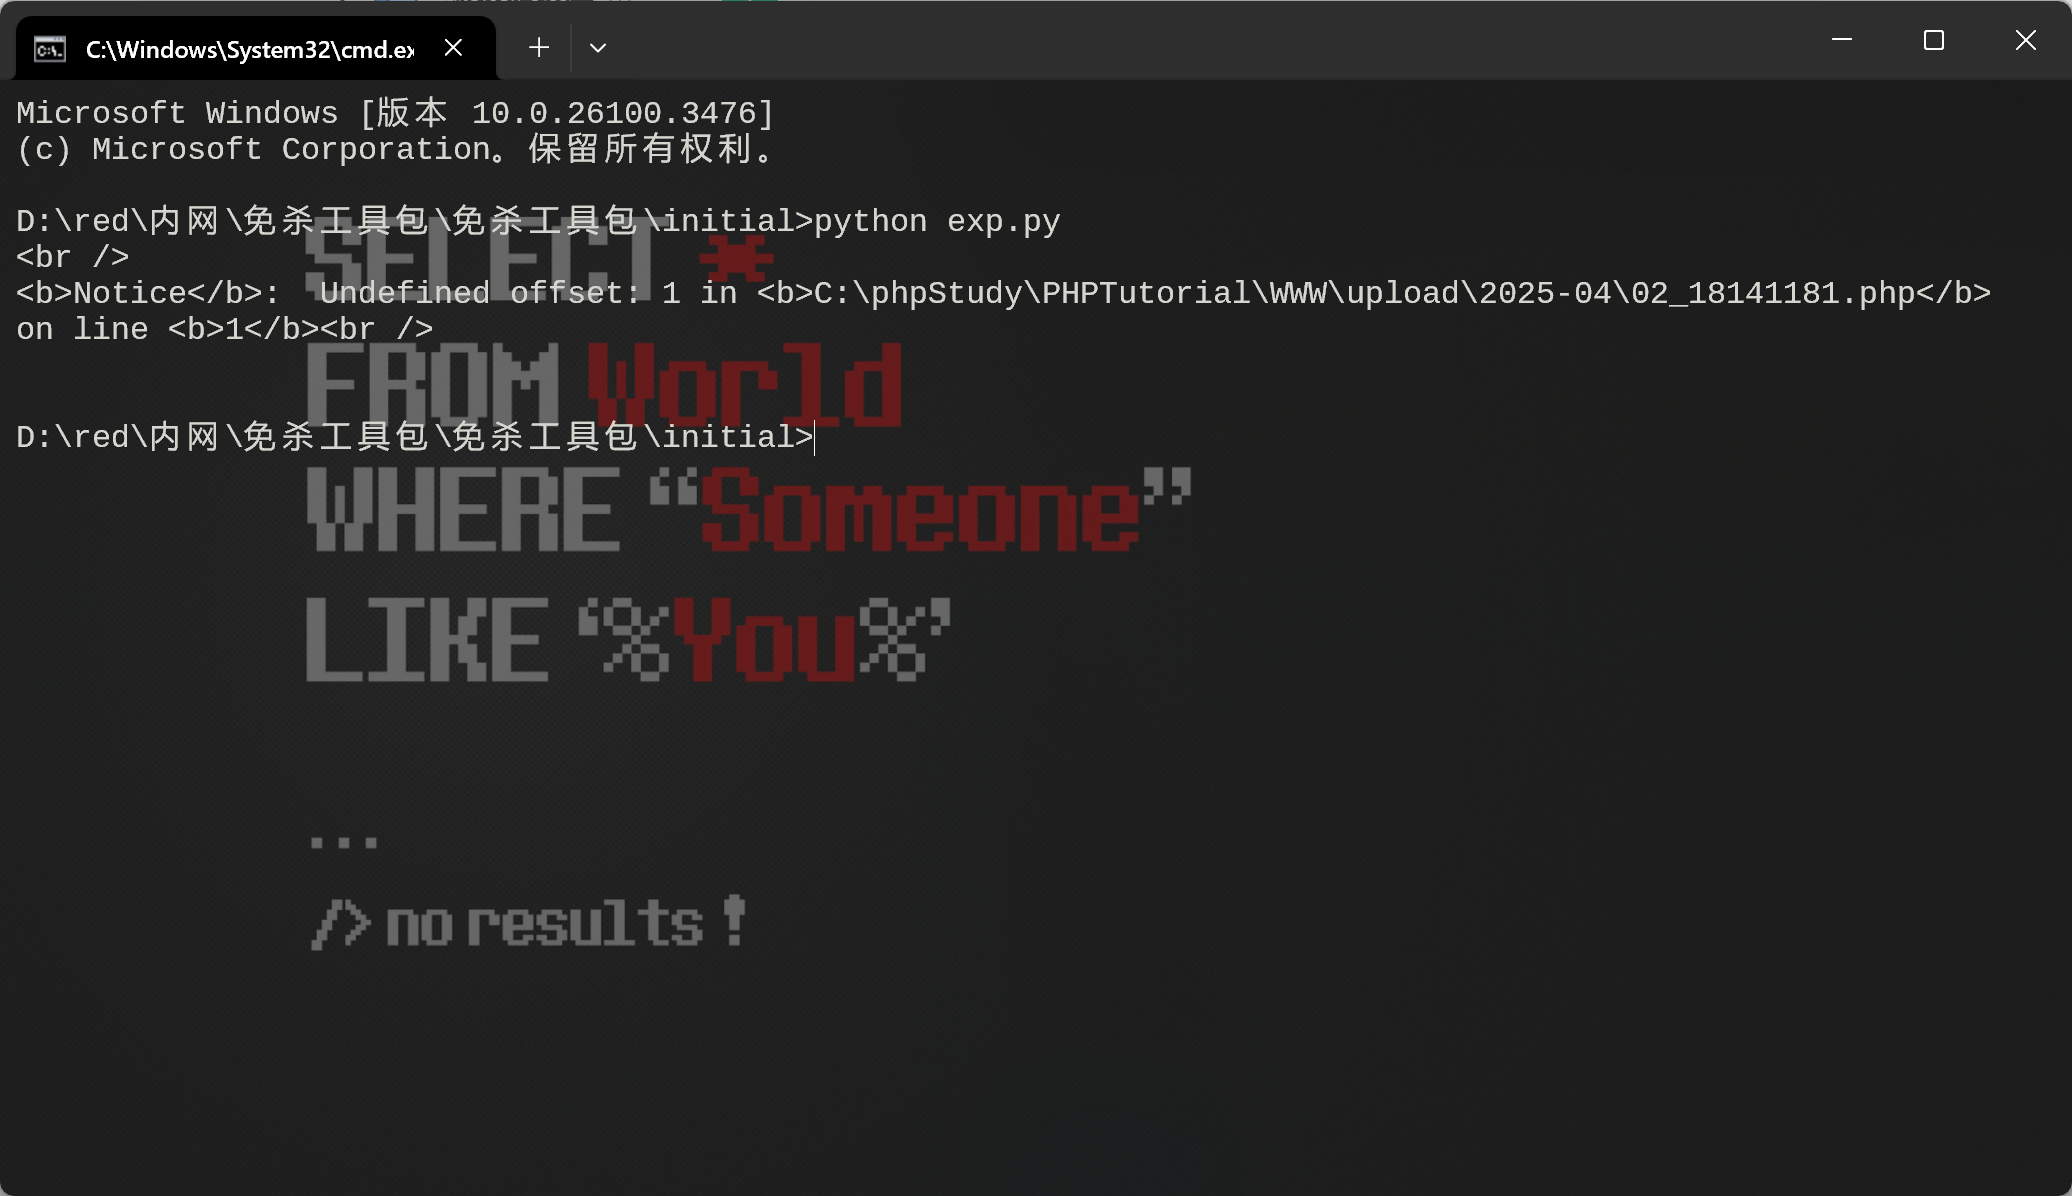 C:\Windows\System32\cmd.ex
Microsoft Windows [版本 10.0.26100.3476]
(c) Microsoft Corporation。保留所有权利。
D:\red\内网\免杀工具包\免杀工具包\initial>python exp.py
<br />
<b>Notice</b>:  Undefined offset: 1 in <b>C:\phpStudy\PHPTutorial\WWW\upload\2025-04\02_18141181.php</b>
on line <b>1</b><br />
D:\red\内网\免杀工具包\免杀工具包\initial>
SELECT *
FROM World
WHERE “Someone”
LIKE ‘%You%’
...
/> no results !